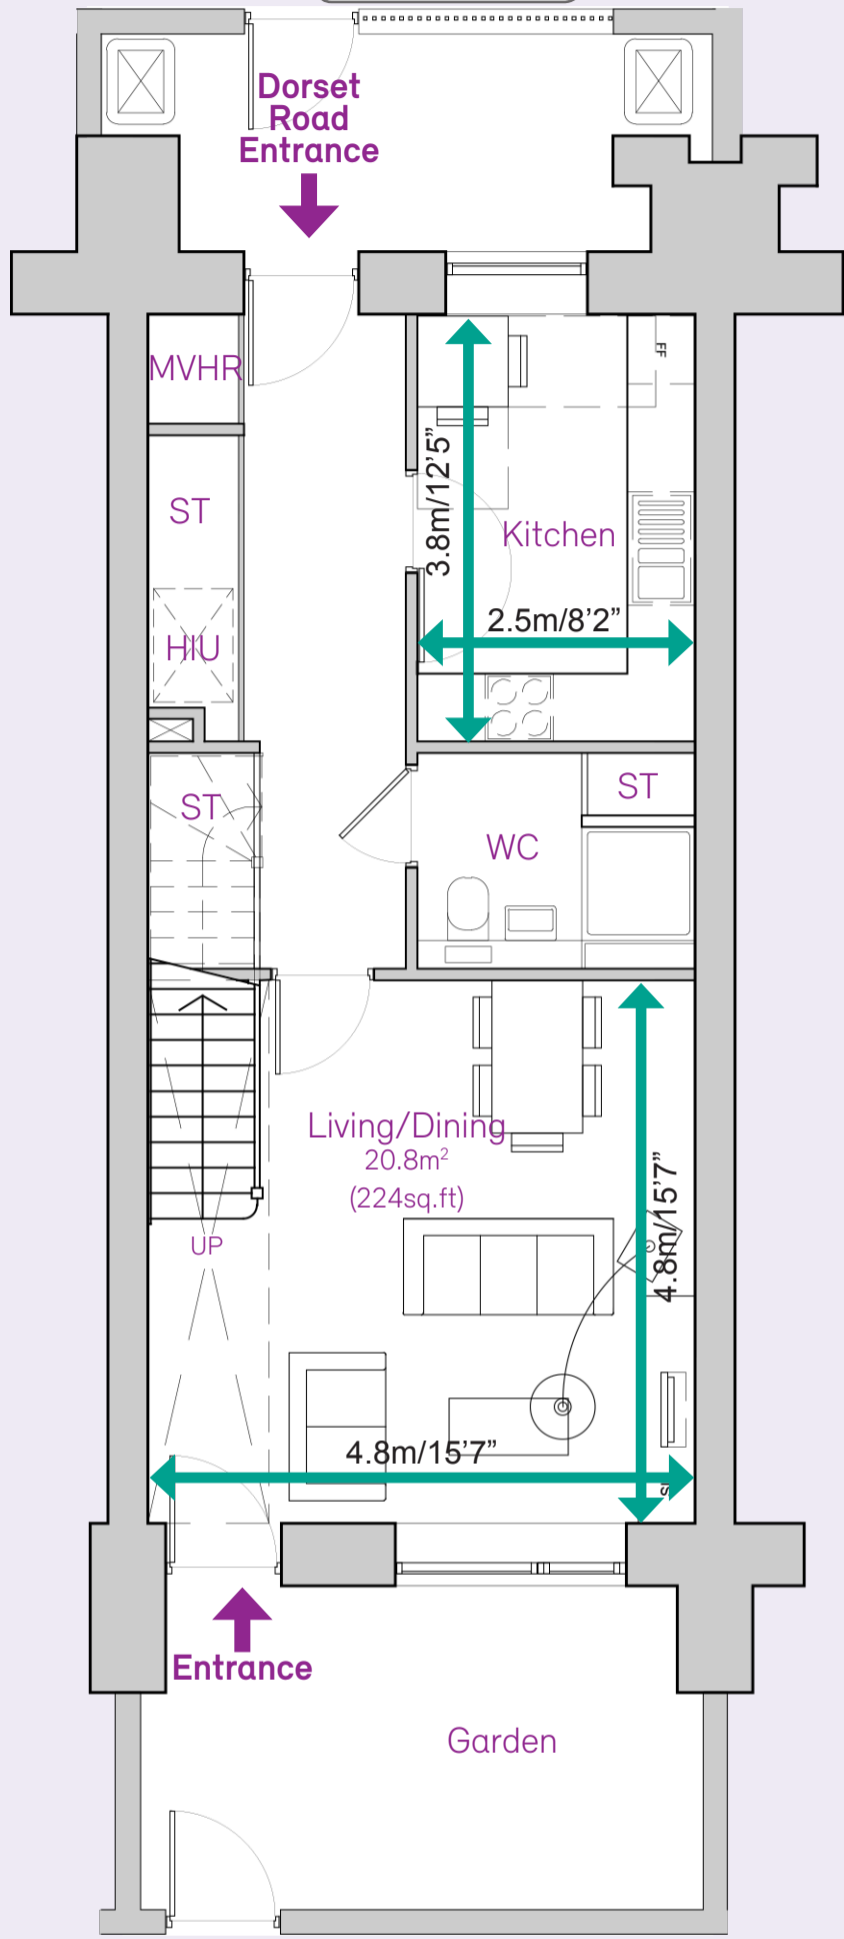 Dorset
Road
Entrance
MVHR
FF
ST
3.8m/12’5”
Kitchen
2.5m/8’2”
HIU
ST
ST
WC
Living/Dining
20.8m²
(224sq.ft)
4.8m/15’7”
UP
4.8m/15’7”
Entrance
Garden